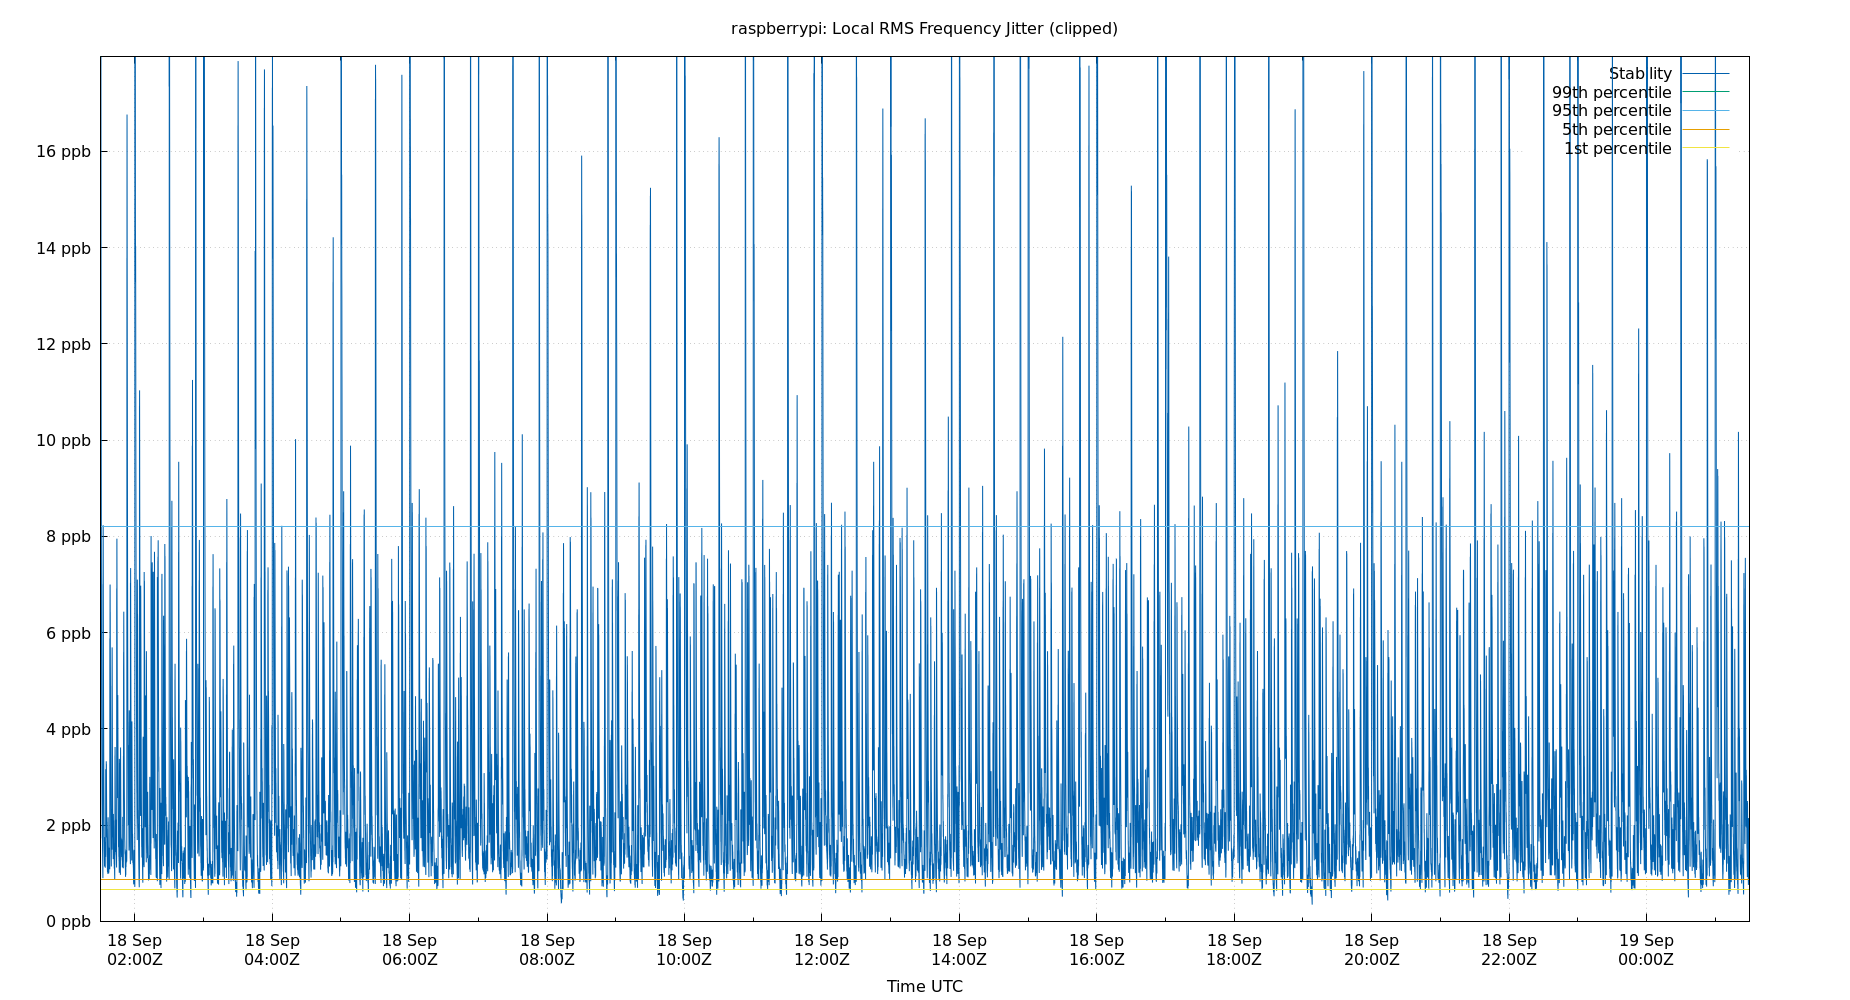 raspberrypi: Local RMS Frequency Jitter (clipped)
Stability
99th percentile
95th percentile
5th percentile
1st percentile
16 ppb
14 ppb
12 ppb
10 ppb
8 ppb
6 ppb
4 ppb
2 ppb
0 ppb
18 Sep 18 Sep 18 Sep 18 Sep 18 Sep 18 Sep 18 Sep 18 Sep 18 Sep 18 Sep 18 Sep 19 Sep
02:00Z 04:00Z 06:00Z 08:00Z 10:00Z 12:00Z 14:00Z 16:00Z 18:00Z 20:00Z 22:00Z 00:00Z
Time UTC